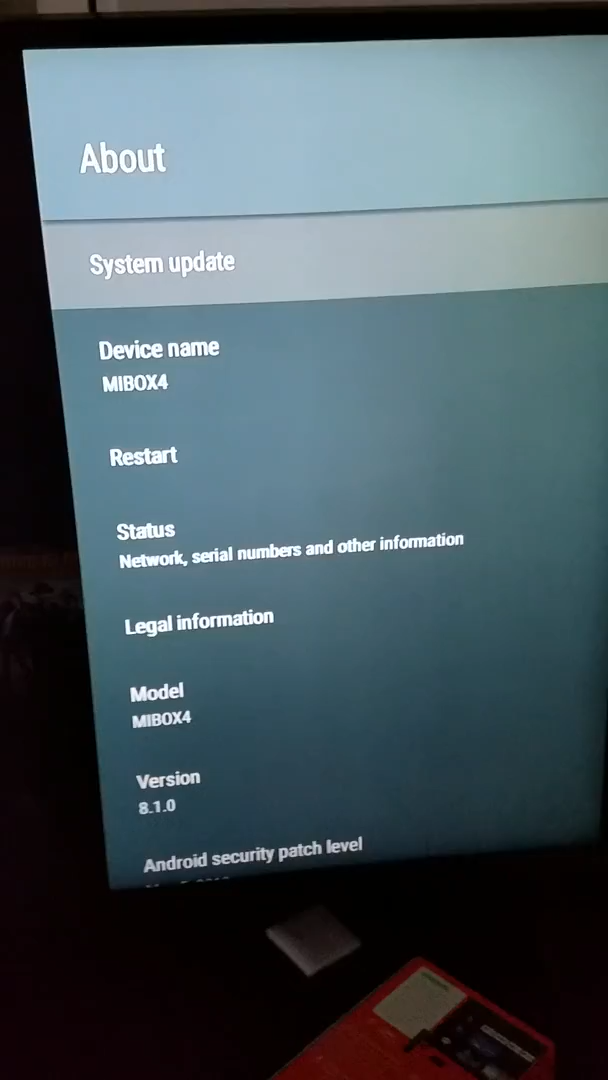 About
System update
Device name
MIBOX4
Restart
Status
Network, serial numbers and other information
Legal information
Model
MIBOX4
Version
8.1.0
Android security patch level